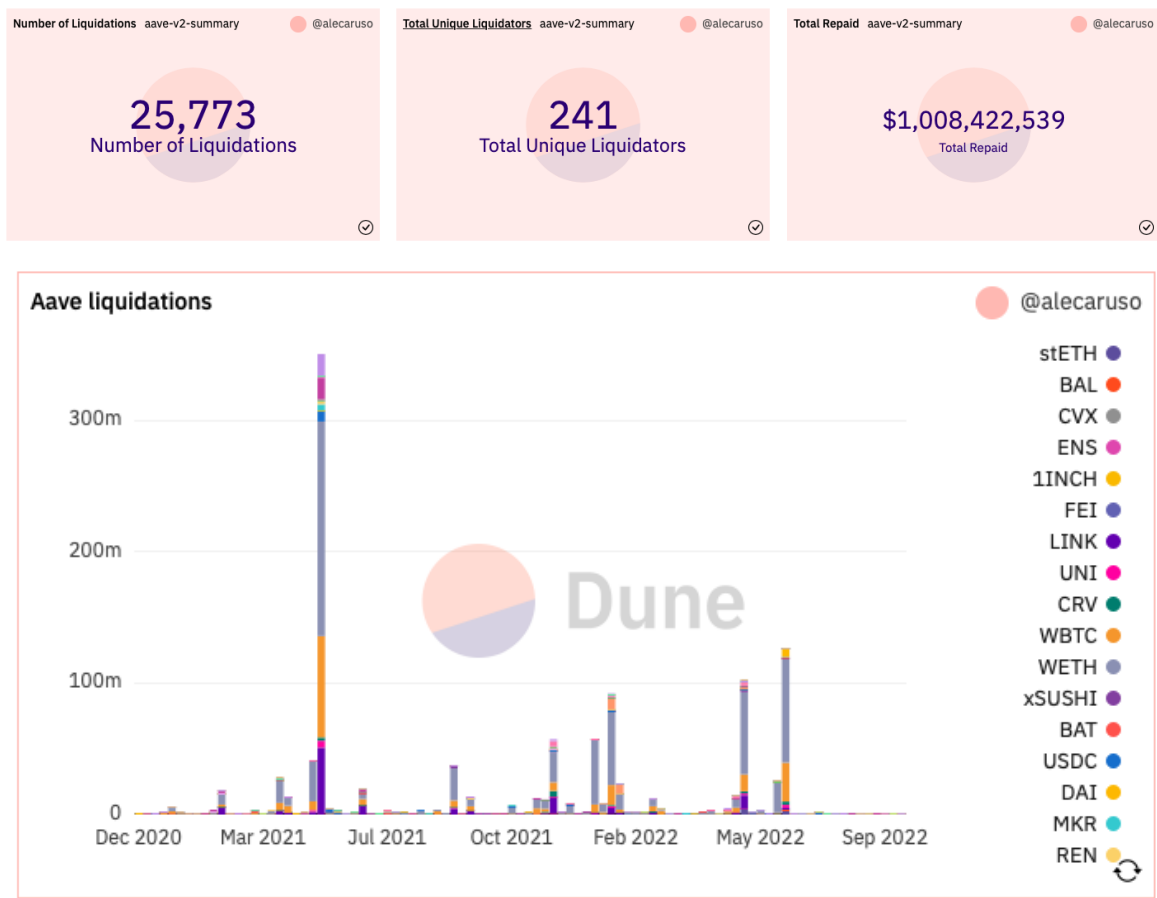 Number of Liquidations aave-v2-summary @alecaruso
25,773
Number of Liquidations
Total Unique Liquidators aave-v2-summary @alecaruso
241
Total Unique Liquidators
Total Repaid aave-v2-summary @alecaruso
$1,008,422,539
Total Repaid
Aave liquidations @alecaruso
300m
200m
100m
0
Dec 2020 Mar 2021 Jul 2021 Oct 2021 Feb 2022 May 2022 Sep 2022
Dune
stETH
BAL
CVX
ENS
1INCH
FEI
LINK
UNI
CRV
WBTC
WETH
xSUSHI
BAT
USDC
DAI
MKR
REN